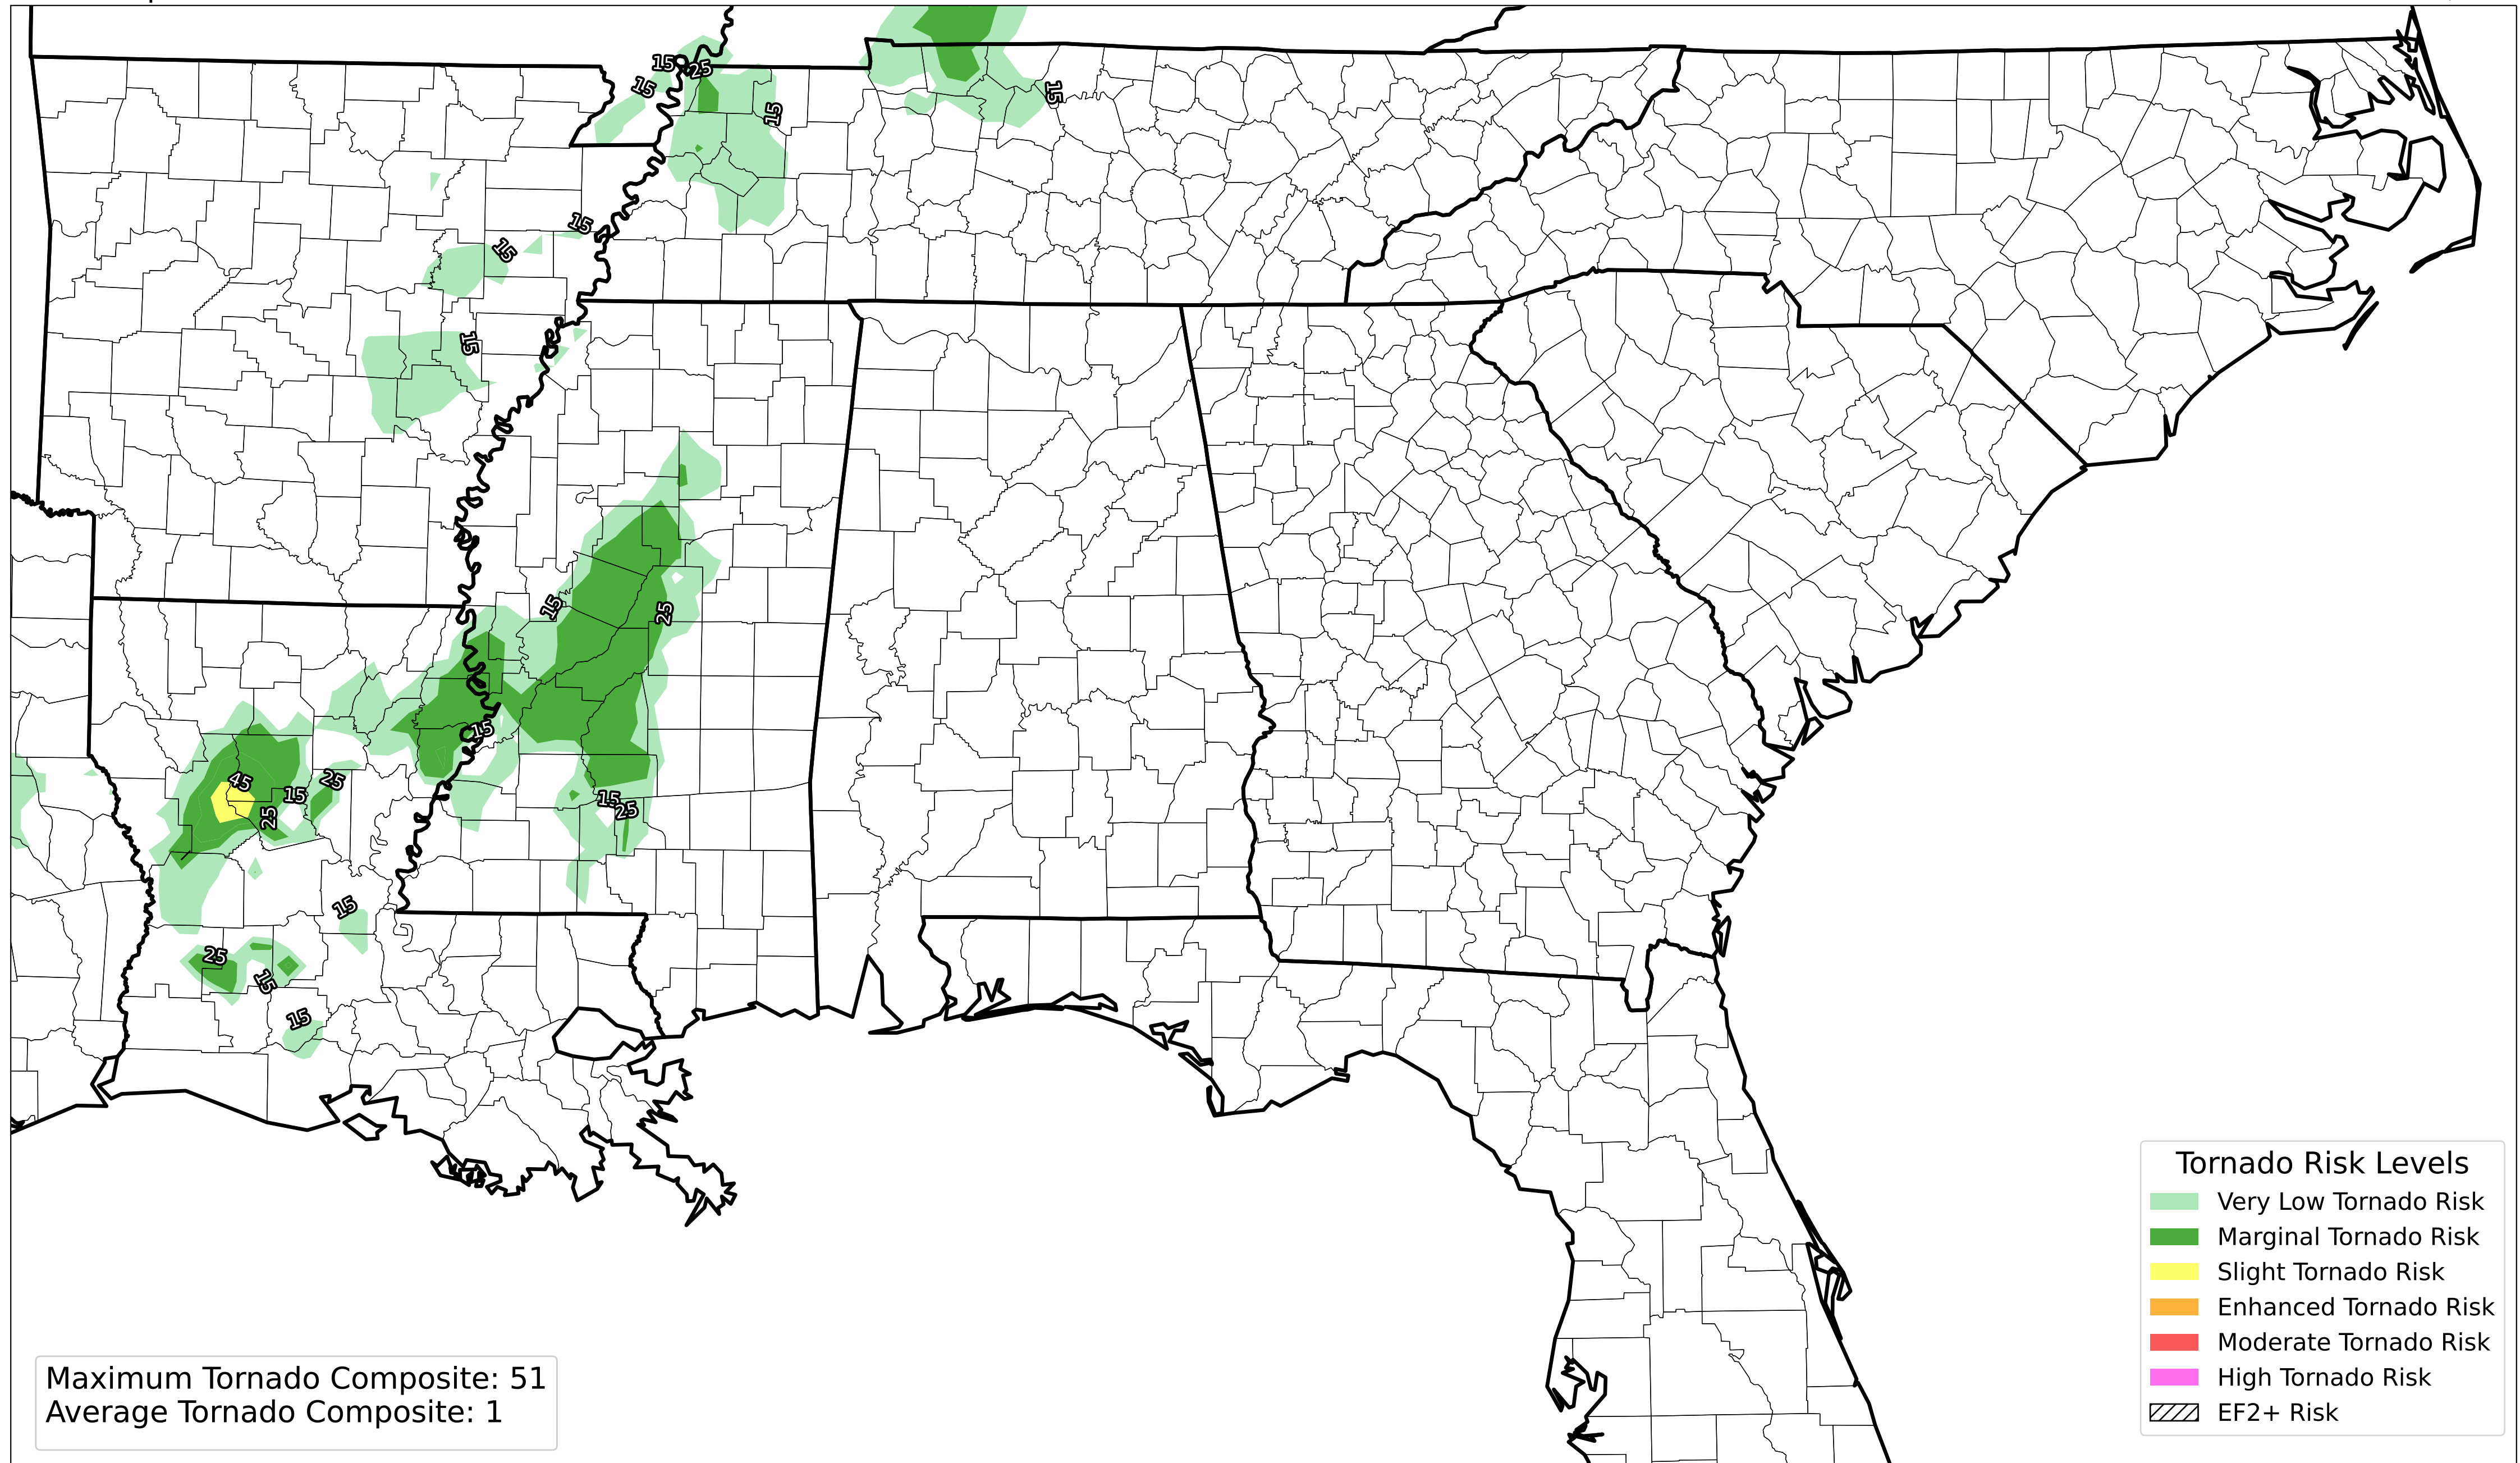 15
25
15
15
15
15
15
15
15
25
15
45
25
15
25
15
25
15
25
15
15
Tornado Risk Levels
Very Low Tornado Risk
Marginal Tornado Risk
Slight Tornado Risk
Enhanced Tornado Risk
Moderate Tornado Risk
High Tornado Risk
EF2+ Risk
Maximum Tornado Composite: 51
Average Tornado Composite: 1